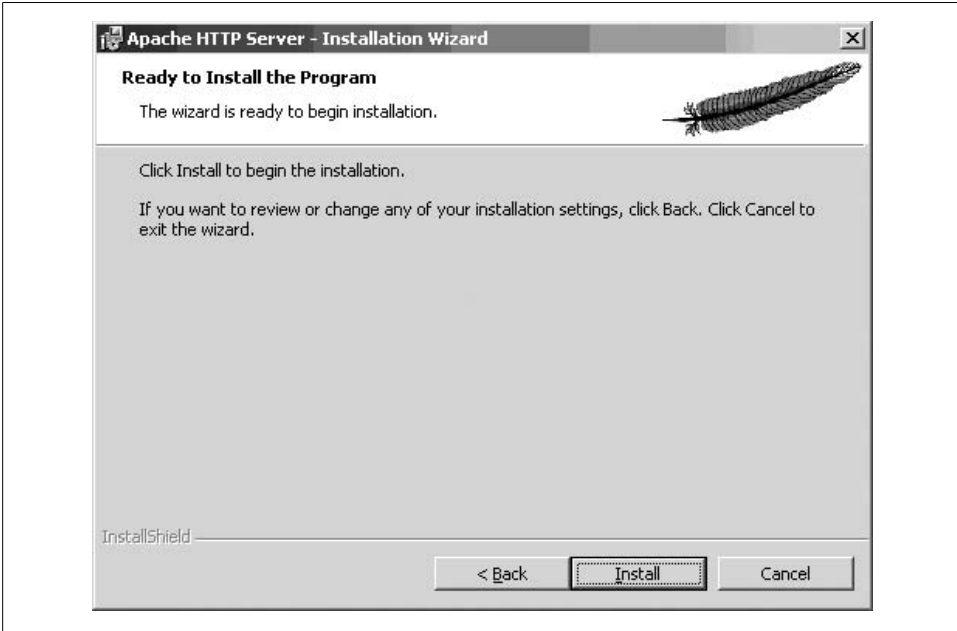 Apache HTTP Server - Installation Wizard
Ready to Install the Program
The wizard is ready to begin installation.
Click Install to begin the installation.
If you want to review or change any of your installation settings, click Back. Click Cancel to
exit the wizard.
InstallShield
< Back
Install
Cancel